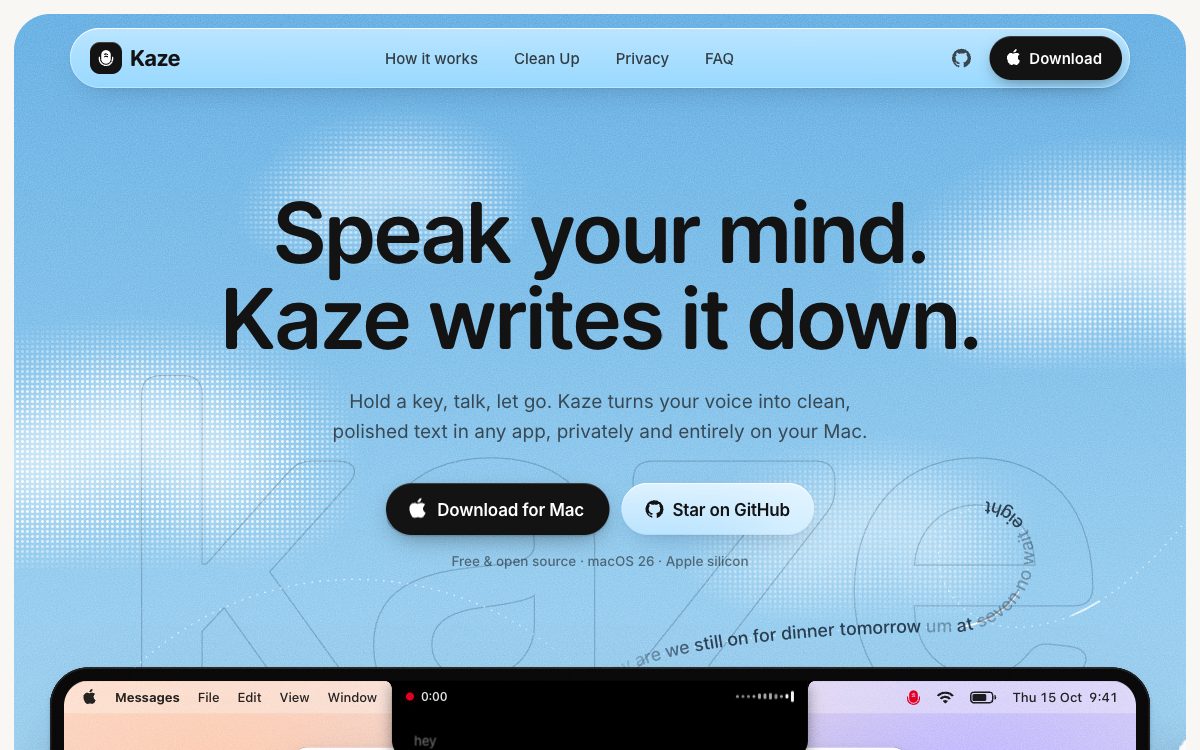 Kaze
How it works
Clean Up
Privacy
FAQ
Download
Speak your mind.
Kaze writes it down.
Hold a key, talk, let go. Kaze turns your voice into clean,
polished text in any app, privately and entirely on your Mac.
Download for Mac
Star on GitHub
Free & open source · macOS 26 · Apple silicon
kaze
are we still on for dinner tomorrow um at seven no wait eight
Messages File Edit View Window
0:00
Thu 15 Oct 9:41
hey